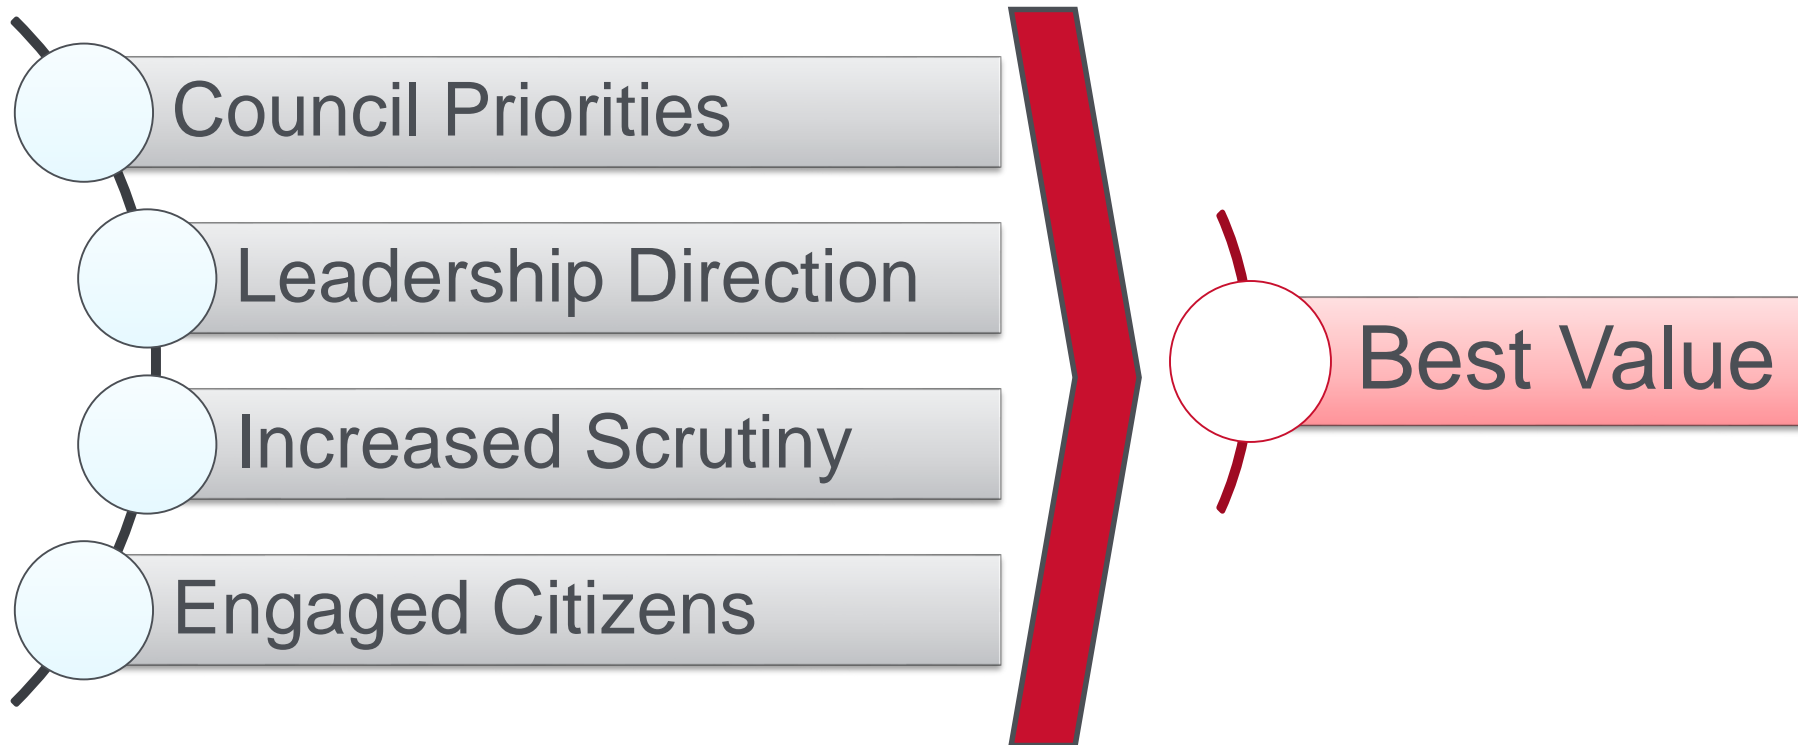 Council Priorities
Leadership Direction
Increased Scrutiny
Engaged Citizens
Best Value